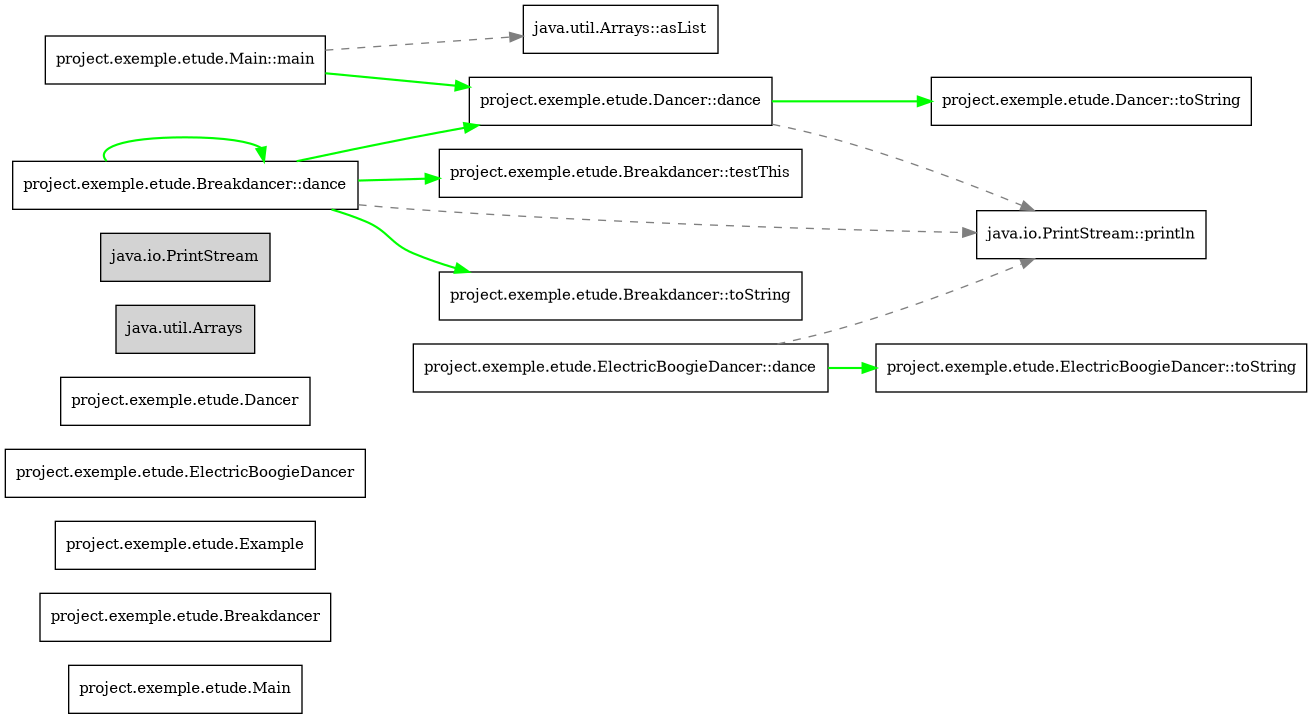 java.util.Arrays::asList
project.exemple.etude.Main::main
project.exemple.etude.Dancer::dance
project.exemple.etude.Dancer::toString
project.exemple.etude.Breakdancer::testThis
project.exemple.etude.Breakdancer::dance
java.io.PrintStream::println
java.io.PrintStream
project.exemple.etude.Breakdancer::toString
java.util.Arrays
project.exemple.etude.ElectricBoogieDancer::dance
project.exemple.etude.ElectricBoogieDancer::toString
project.exemple.etude.Dancer
project.exemple.etude.ElectricBoogieDancer
project.exemple.etude.Example
project.exemple.etude.Breakdancer
project.exemple.etude.Main